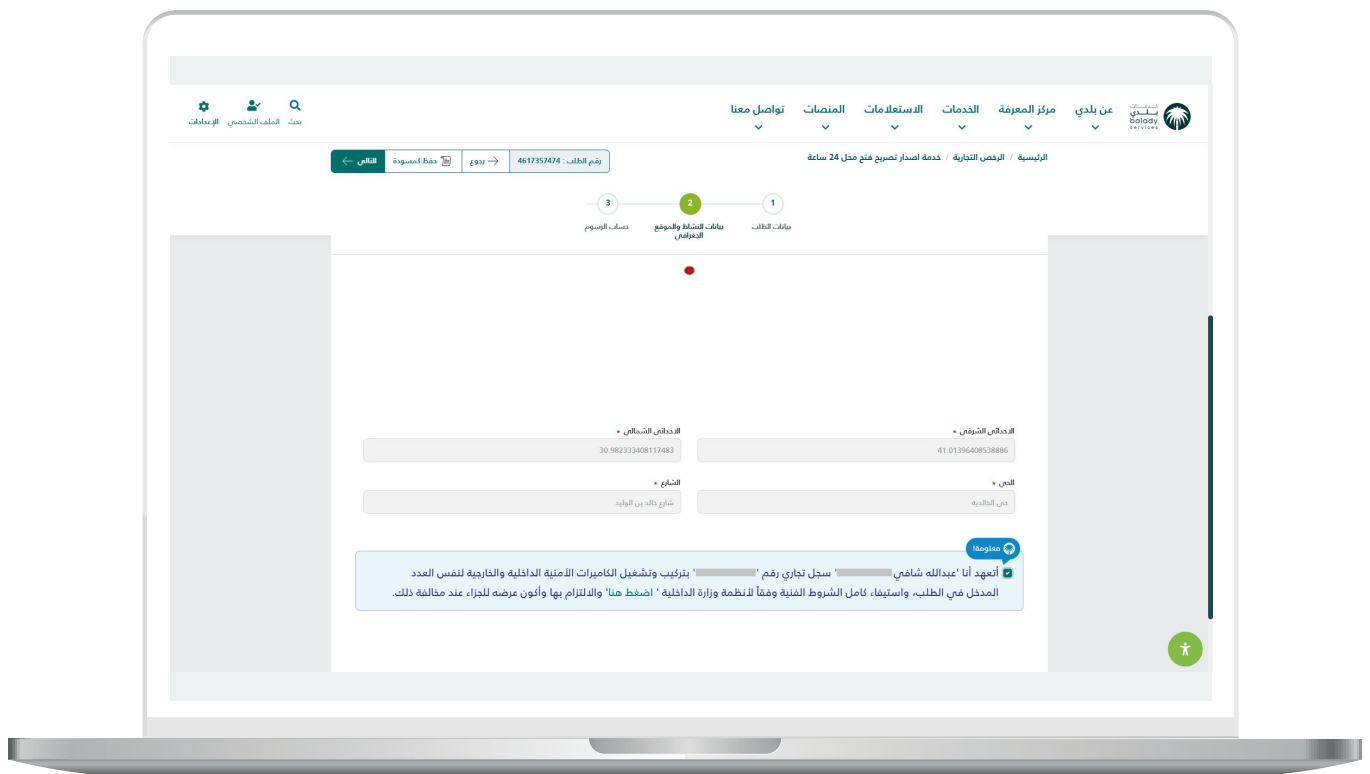 خدمات
بلدي
balady
services
عن بلدي
مركز المعرفة
الخدمات
الاستعلامات
المنصات
تواصل معنا
بحث
الملف الشخصي
الإعدادات
الرئيسية / الرخص التجارية / خدمة اصدار تصريح فتح محل 24 ساعة
رقم الطلب : 4617357474
رجوع
حفظ كمسودة
التالي
1
2
3
بيانات الطلب
بيانات النشاط والموقع
الجغرافي
حساب الرسوم
الاحداثي الشرقي *
الاحداثي الشمالي *
41.01396408538886
30.982333408117483
الحي *
الشارع *
حي الخالدية
شارع خالد بن الوليد
معلومة!
أتعهد أنا 'عبدالله شافي ' سجل تجاري رقم ' ' بتركيب وتشغيل الكاميرات الأمنية الداخلية والخارجية لنفس العدد
المدخل في الطلب، واستيفاء كامل الشروط الفنية وفقاً لأنظمة وزارة الداخلية ' اضغط هنا' والالتزام بها وأكون عرضه للجزاء عند مخالفة ذلك.